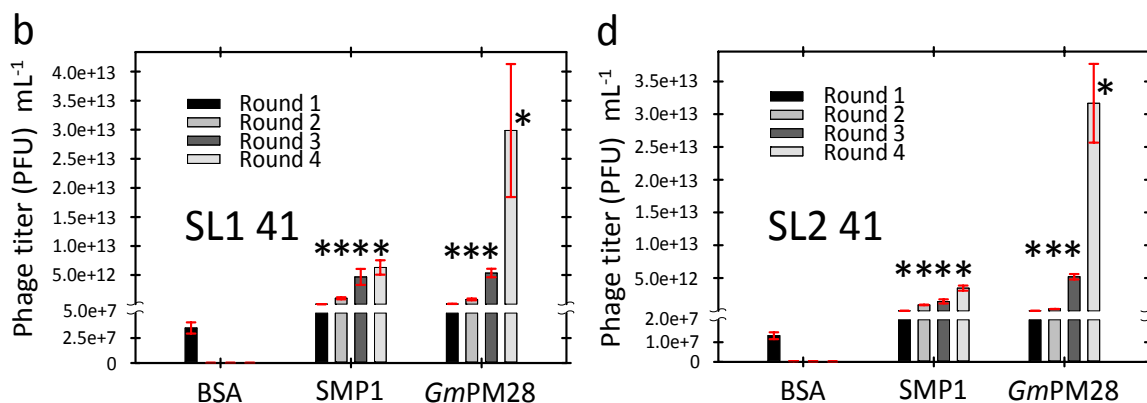 b
Phage titer (PFU) mL-1
4.0e+13
3.5e+13
3.0e+13
2.5e+13
2.0e+13
1.5e+13
1.0e+13
5.0e+12
5.0e+7
2.5e+7
0
Round 1
Round 2
Round 3
Round 4
SL1 41
****
***
*
BSA
SMP1
GmPM28
d
Phage titer (PFU) mL-1
3.5e+13
3.0e+13
2.5e+13
2.0e+13
1.5e+13
1.0e+13
5.0e+12
2.0e+7
1.0e+7
0
Round 1
Round 2
Round 3
Round 4
SL2 41
****
***
*
BSA
SMP1
GmPM28